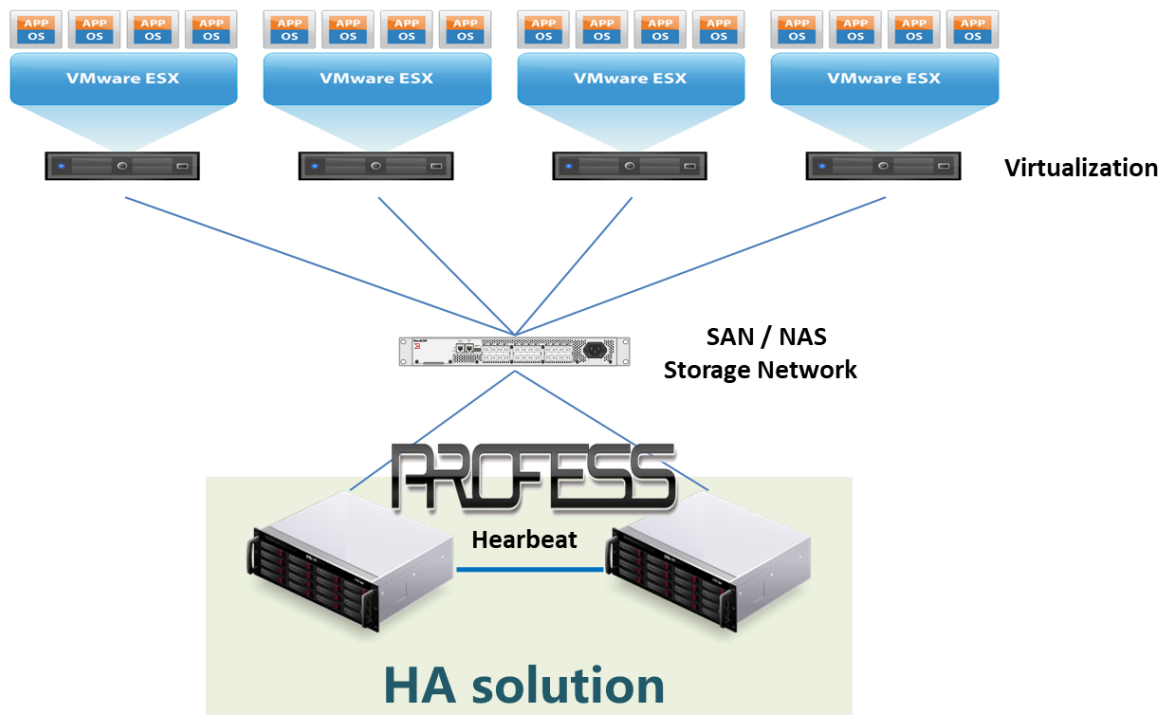 APP APP APP APP APP APP APP APP APP APP APP APP APP APP APP APP
OS OS OS OS OS OS OS OS OS OS OS OS OS OS OS OS
VMware ESX VMware ESX VMware ESX VMware ESX
Virtualization
SAN / NAS
Storage Network
PROFESS
Hearbeat
HA solution